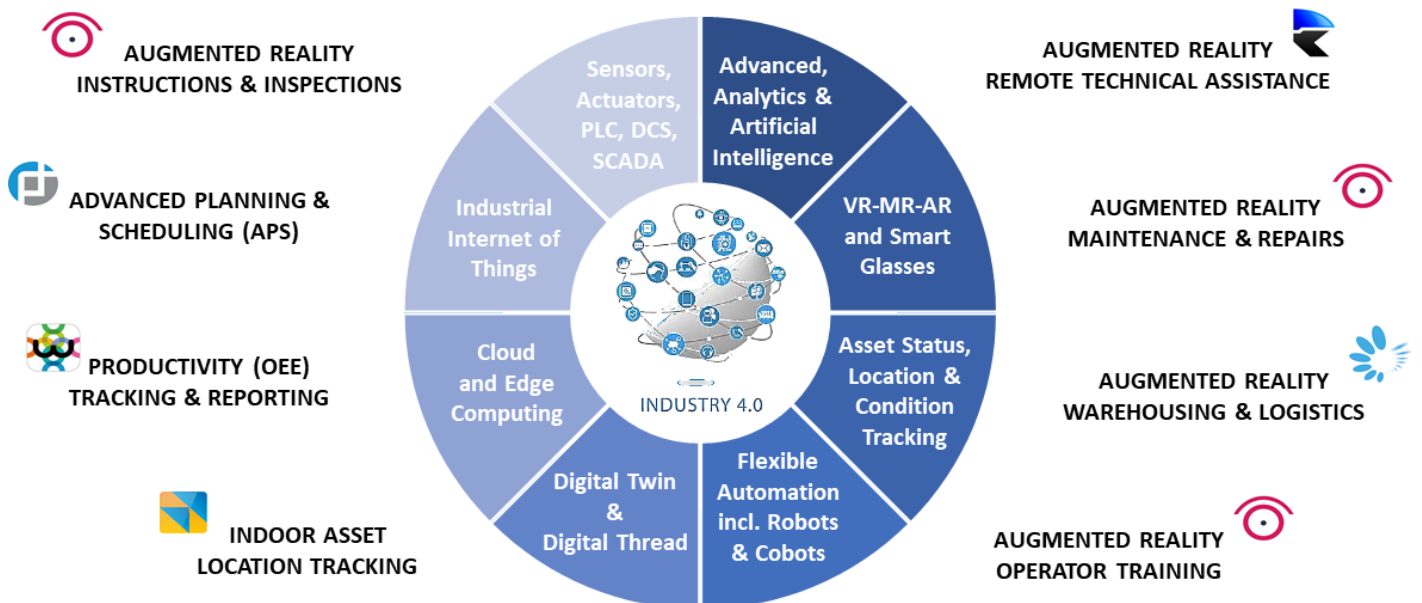 AUGMENTED REALITY
INSTRUCTIONS & INSPECTIONS
ADVANCED PLANNING &
SCHEDULING (APS)
PRODUCTIVITY (OEE)
TRACKING & REPORTING
INDOOR ASSET
LOCATION TRACKING
Sensors,
Actuators,
PLC, DCS,
SCADA
Advanced,
Analytics &
Artificial
Intelligence
Industrial
Internet of
Things
VR-MR-AR
and Smart
Glasses
Cloud
and Edge
Computing
Asset Status,
Location &
Condition
Tracking
Digital Twin
&
Digital Thread
Flexible
Automation
incl. Robots
& Cobots
INDUSTRY 4.0
AUGMENTED REALITY
REMOTE TECHNICAL ASSISTANCE
AUGMENTED REALITY
MAINTENANCE & REPAIRS
AUGMENTED REALITY
WAREHOUSING & LOGISTICS
AUGMENTED REALITY
OPERATOR TRAINING